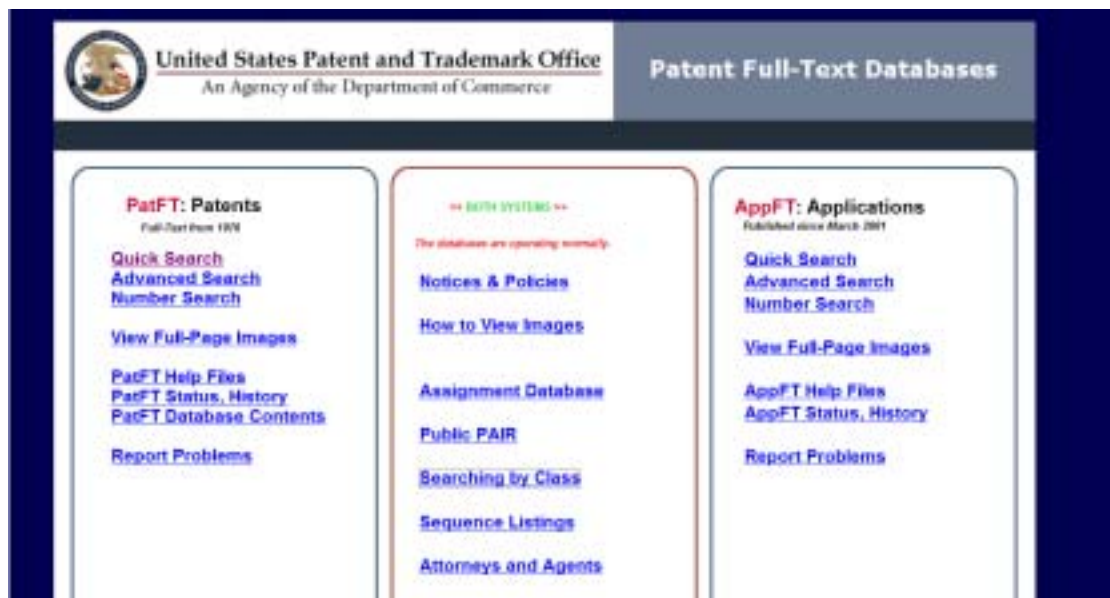 United States Patent and Trademark Office
An Agency of the Department of Commerce
Patent Full-Text Databases
PatFT: Patents
Full-Text from 1976
Quick Search
Advanced Search
Number Search
View Full-Page Images
PatFT Help Files
PatFT Status, History
PatFT Database Contents
Report Problems
>> BOTH SYSTEMS <<
The databases are operating normally.
Notices & Policies
How to View Images
Assignment Database
Public PAIR
Searching by Class
Sequence Listings
Attorneys and Agents
AppFT: Applications
Published since March 2001
Quick Search
Advanced Search
Number Search
View Full-Page Images
AppFT Help Files
AppFT Status, History
Report Problems